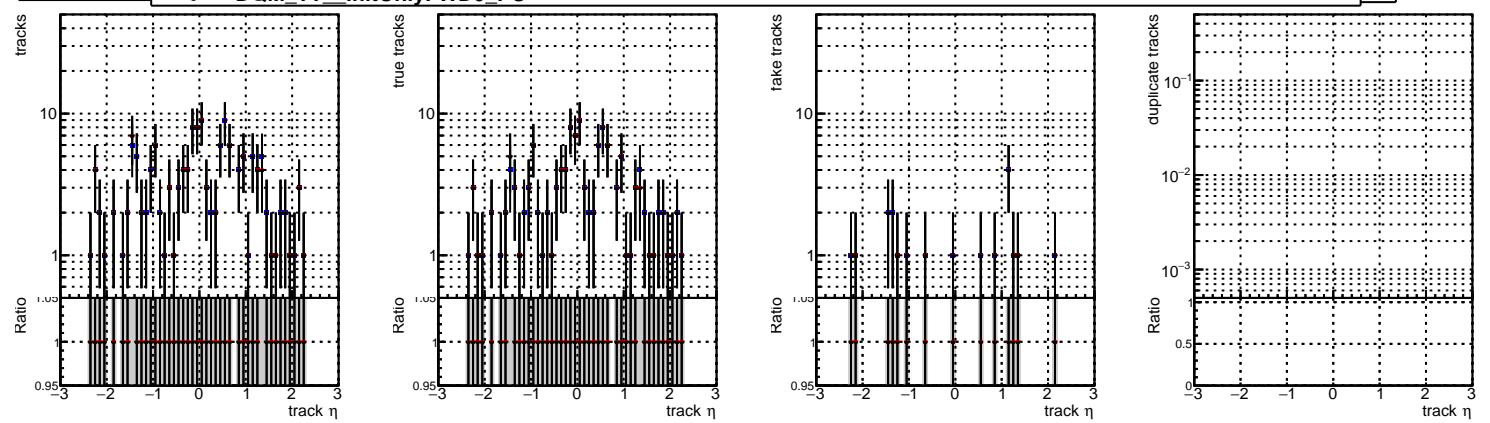 tracks
10
1
1.05
Ratio
1
0.95
−3 −2 −1 0 1 2 3
track η
true tracks
10
1
1.05
Ratio
1
0.95
−3 −2 −1 0 1 2 3
track η
fake tracks
10
1
1.05
Ratio
1
0.95
−3 −2 −1 0 1 2 3
track η
duplicate tracks
10−1
10−2
10−3
Ratio
1
0.5
0
−3 −2 −1 0 1 2 3
track η